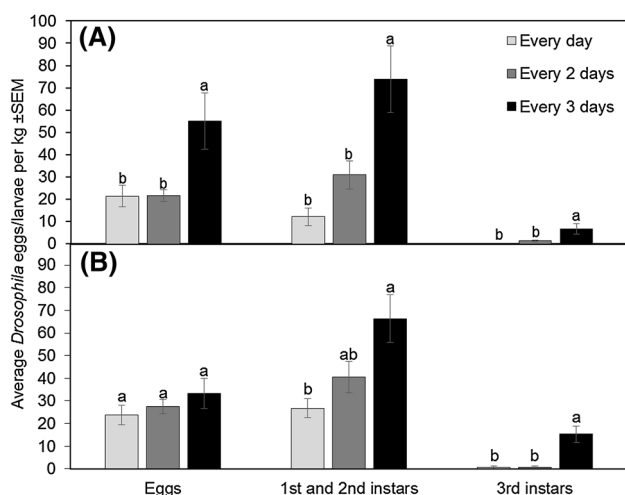 Average Drosophila eggs/larvae per kg ±SEM
100
90
80
70
60
50
40
30
20
10
0
(A)
Every day
Every 2 days
Every 3 days
b b a
b b a
b b a
90
80
70
60
50
40
30
20
10
0
(B)
a a a
b ab a
b b a
Eggs 1st and 2nd instars 3rd instars